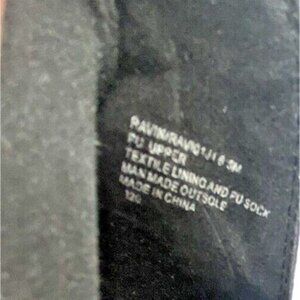 PU UPPER
TEXTILE LINING AND PU SOCK
MAN MADE OUTSOLE
MADE IN CHINA